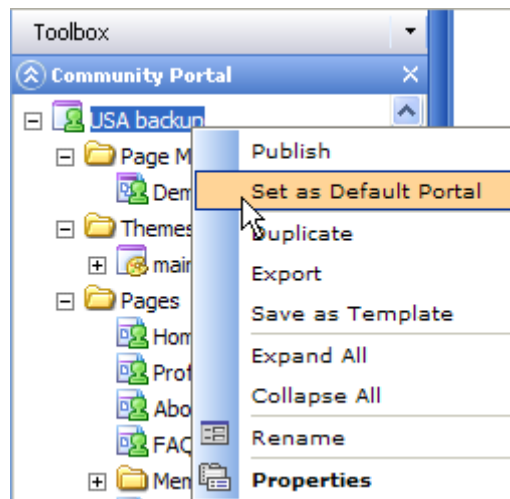 Toolbox
Community Portal
USA backup
Page M
Publish
Dem
Set as Default Portal
Themes
Duplicate
main
Export
Pages
Save as Template
Hom
Expand All
Prof
Collapse All
Abo
FAQ
Rename
Mem
Properties